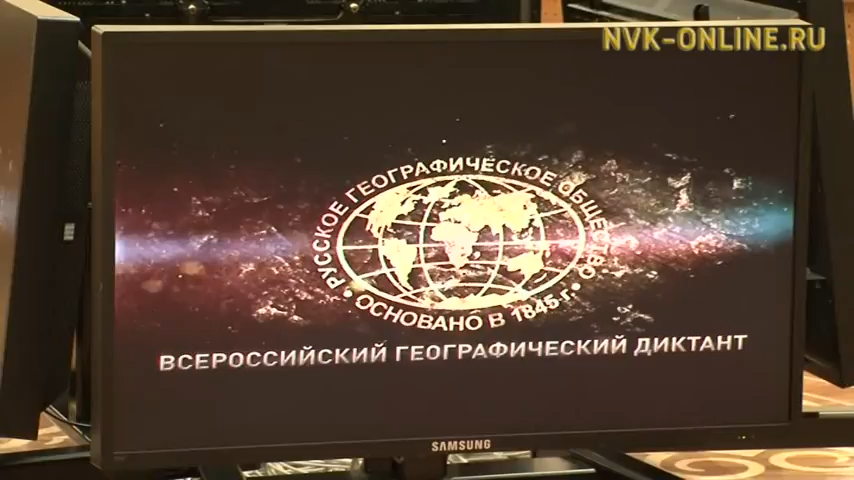 NVK-ONLINE.RU
РУССКОЕ ГЕОГРАФИЧЕСКОЕ ОБЩЕСТВО
• ОСНОВАНО В 1845 г. •
ВСЕРОССИЙСКИЙ ГЕОГРАФИЧЕСКИЙ ДИКТАНТ
SAMSUNG